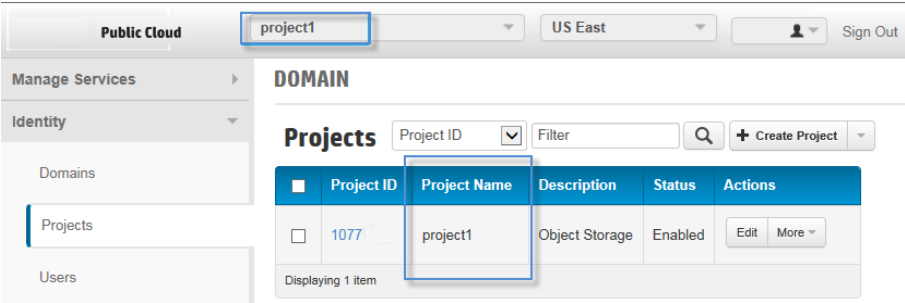 Public Cloud
project1
US East
Sign Out
Manage Services
Identity
Domains
Projects
Users
DOMAIN
Projects
Project ID
Filter
+ Create Project
Project ID Project Name Description Status Actions
1077 project1 Object Storage Enabled Edit More
Displaying 1 item